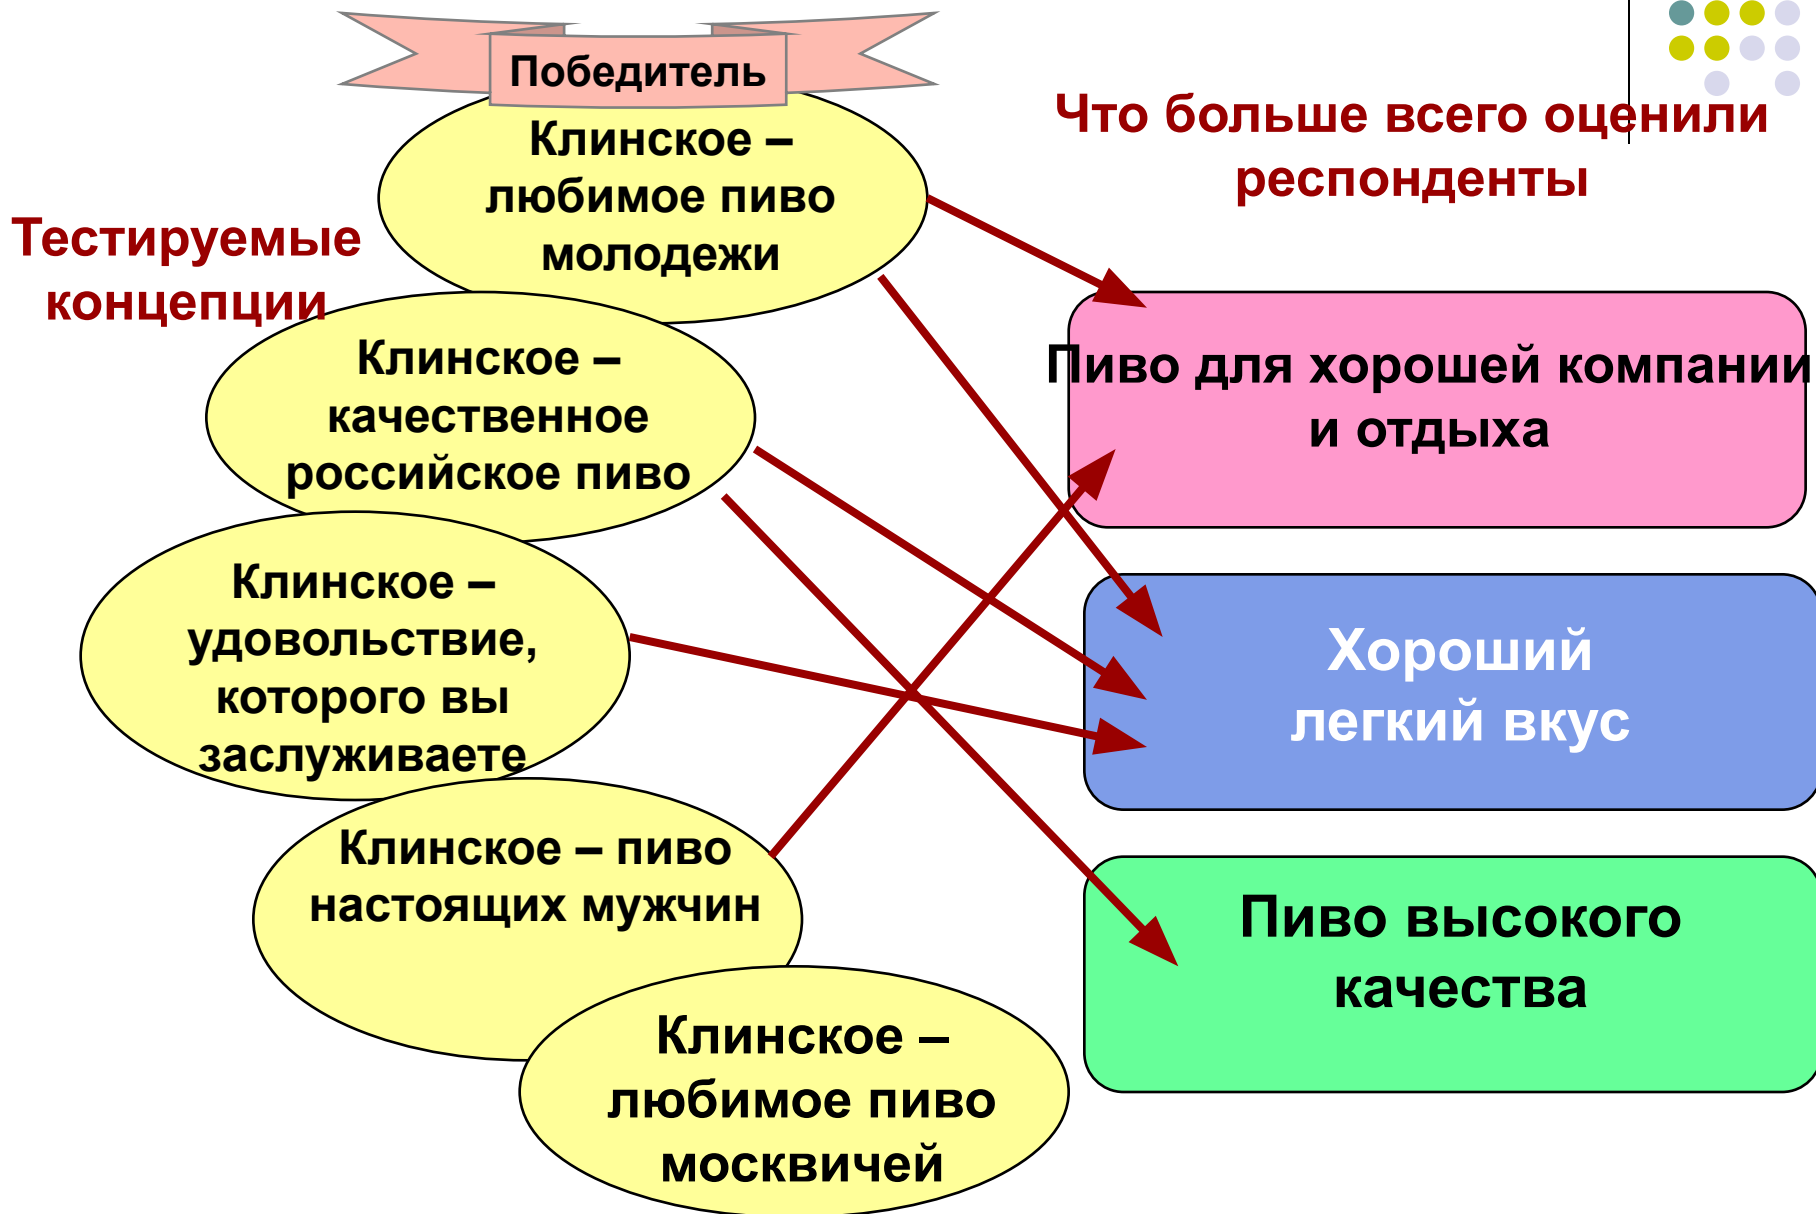 Победитель
Что больше всего оценили
респонденты
Тестируемые
концепции
Клинское –
любимое пиво
молодежи
Клинское –
качественное
российское пиво
Клинское –
удовольствие,
которого вы
заслуживаете
Клинское – пиво
настоящих мужчин
Клинское –
любимое пиво
москвичей
Пиво для хорошей компании
и отдыха
Хороший
легкий вкус
Пиво высокого
качества